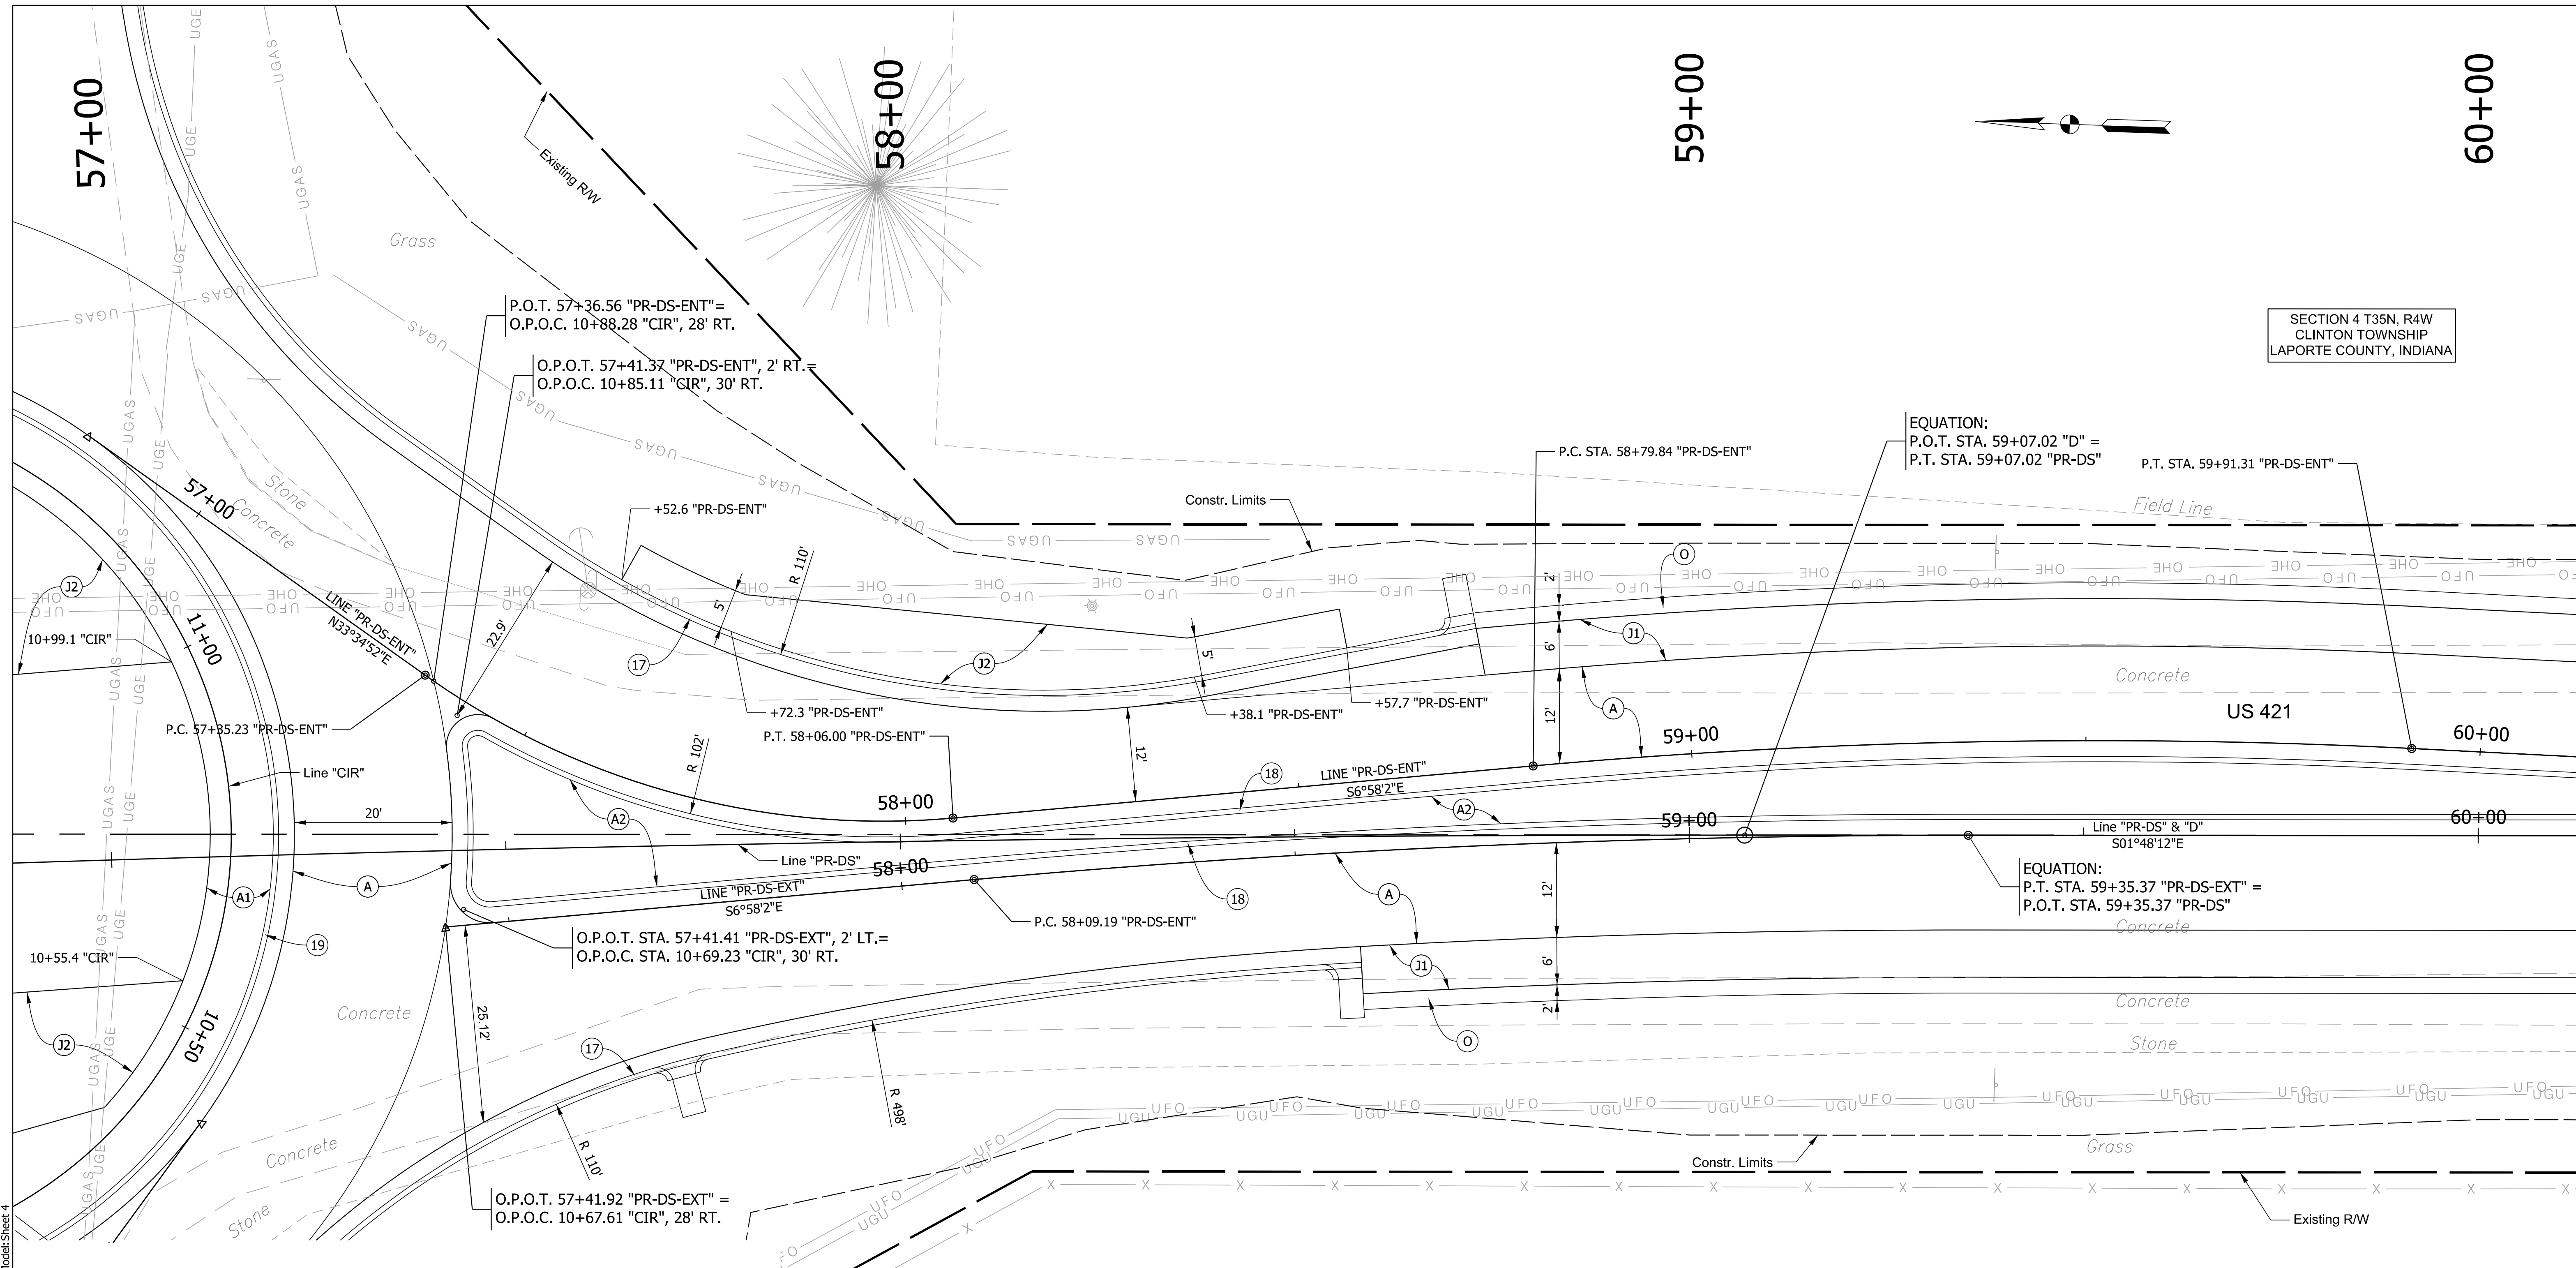 57+00
58+00
59+00
60+00
Existing R/W
Grass
P.O.T. 57+36.56 "PR-DS-ENT"=
O.P.O.C. 10+88.28 "CIR", 28' RT.
O.P.O.T. 57+41.37 "PR-DS-ENT", 2' RT.=
O.P.O.C. 10+85.11 "CIR", 30' RT.
SECTION 4 T35N, R4W
CLINTON TOWNSHIP
LAPORTE COUNTY, INDIANA
EQUATION:
P.O.T. STA. 59+07.02 "D" =
P.T. STA. 59+07.02 "PR-DS"
P.C. STA. 58+79.84 "PR-DS-ENT"
P.T. STA. 59+91.31 "PR-DS-ENT"
Constr. Limits
Field Line
57+00
Stone
Concrete
+52.6 "PR-DS-ENT"
R 110'
5'
22.9'
J2
11+00
10+99.1 "CIR"
LINE "PR-DS-ENT"
N33°34'52"E
17
J2
5'
2'
O
6'
J1
12'
A
Concrete
US 421
+72.3 "PR-DS-ENT"
+38.1 "PR-DS-ENT"
+57.7 "PR-DS-ENT"
P.C. 57+35.23 "PR-DS-ENT"
P.T. 58+06.00 "PR-DS-ENT"
R 102'
12'
59+00
60+00
Line "CIR"
18
LINE "PR-DS-ENT"
S6°58'2"E
58+00
A2
A2
20'
59+00
60+00
Line "PR-DS" & "D"
S01°48'12"E
Line "PR-DS"
58+00
EQUATION:
P.T. STA. 59+35.37 "PR-DS-EXT" =
P.O.T. STA. 59+35.37 "PR-DS"
A1
A
LINE "PR-DS-EXT"
S6°58'2"E
18
A
12'
P.C. 58+09.19 "PR-DS-ENT"
Concrete
19
O.P.O.T. STA. 57+41.41 "PR-DS-EXT", 2' LT.=
O.P.O.C. STA. 10+69.23 "CIR", 30' RT.
10+55.4 "CIR"
J1
6'
2'
O
Concrete
Stone
10+50
J2
Concrete
25.12'
17
R 498'
R 110'
Concrete
Stone
Constr. Limits
Grass
O.P.O.T. 57+41.92 "PR-DS-EXT" =
O.P.O.C. 10+67.61 "CIR", 28' RT.
Existing R/W
UGAS
UGE
OHE
UFO
UGU
X